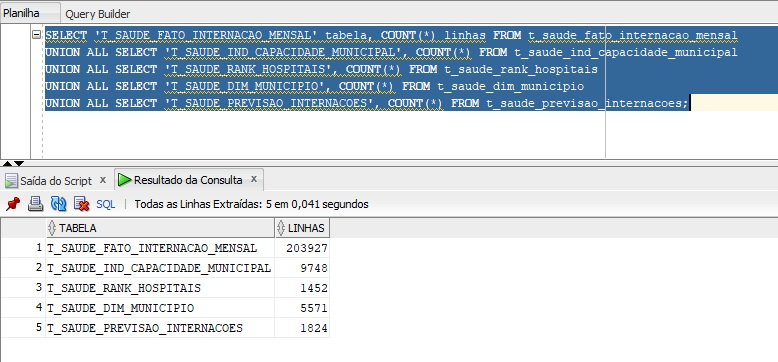 Planilha Query Builder
SELECT 'T_SAUDE_FATO_INTERNACAO_MENSAL' tabela, COUNT(*) linhas FROM t_saude_fato_internacao_mensal
UNION ALL SELECT 'T_SAUDE_IND_CAPACIDADE_MUNICIPAL', COUNT(*) FROM t_saude_ind_capacidade_municipal
UNION ALL SELECT 'T_SAUDE_RANK_HOSPITAIS', COUNT(*) FROM t_saude_rank_hospitais
UNION ALL SELECT 'T_SAUDE_DIM_MUNICIPIO', COUNT(*) FROM t_saude_dim_municipio
UNION ALL SELECT 'T_SAUDE_PREVISAO_INTERNACOES', COUNT(*) FROM t_saude_previsao_internacoes;
Saída do Script x Resultado da Consulta x
SQL | Todas as Linhas Extraídas: 5 em 0,041 segundos
TABELA LINHAS
1 T_SAUDE_FATO_INTERNACAO_MENSAL 203927
2 T_SAUDE_IND_CAPACIDADE_MUNICIPAL 9748
3 T_SAUDE_RANK_HOSPITAIS 1452
4 T_SAUDE_DIM_MUNICIPIO 5571
5 T_SAUDE_PREVISAO_INTERNACOES 1824